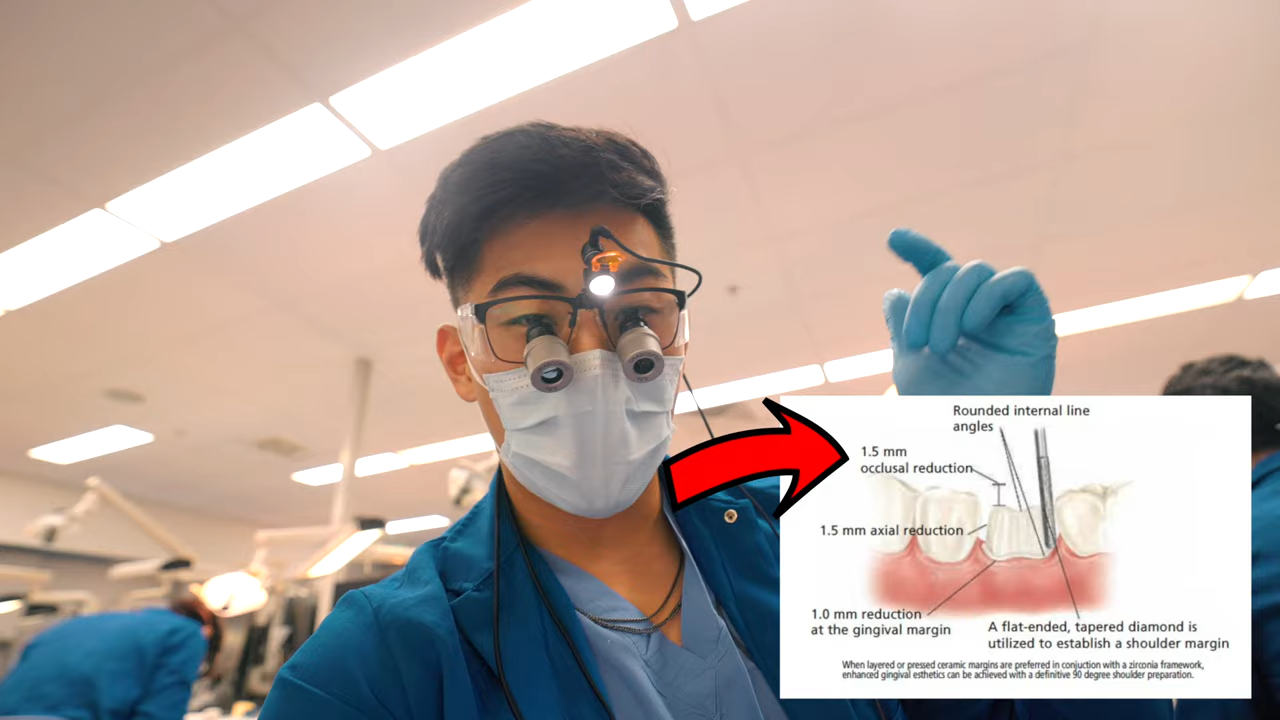 Rounded internal line
angles
1.5 mm
occlusal reduction
1.5 mm axial reduction
1.0 mm reduction
at the gingival margin
A flat-ended, tapered diamond is
utilized to establish a shoulder margin
When layered or pressed ceramic margins are preferred in conjuction with a zirconia framework,
enhanced gingival esthetics can be achieved with a definitive 90 degree shoulder preparation.